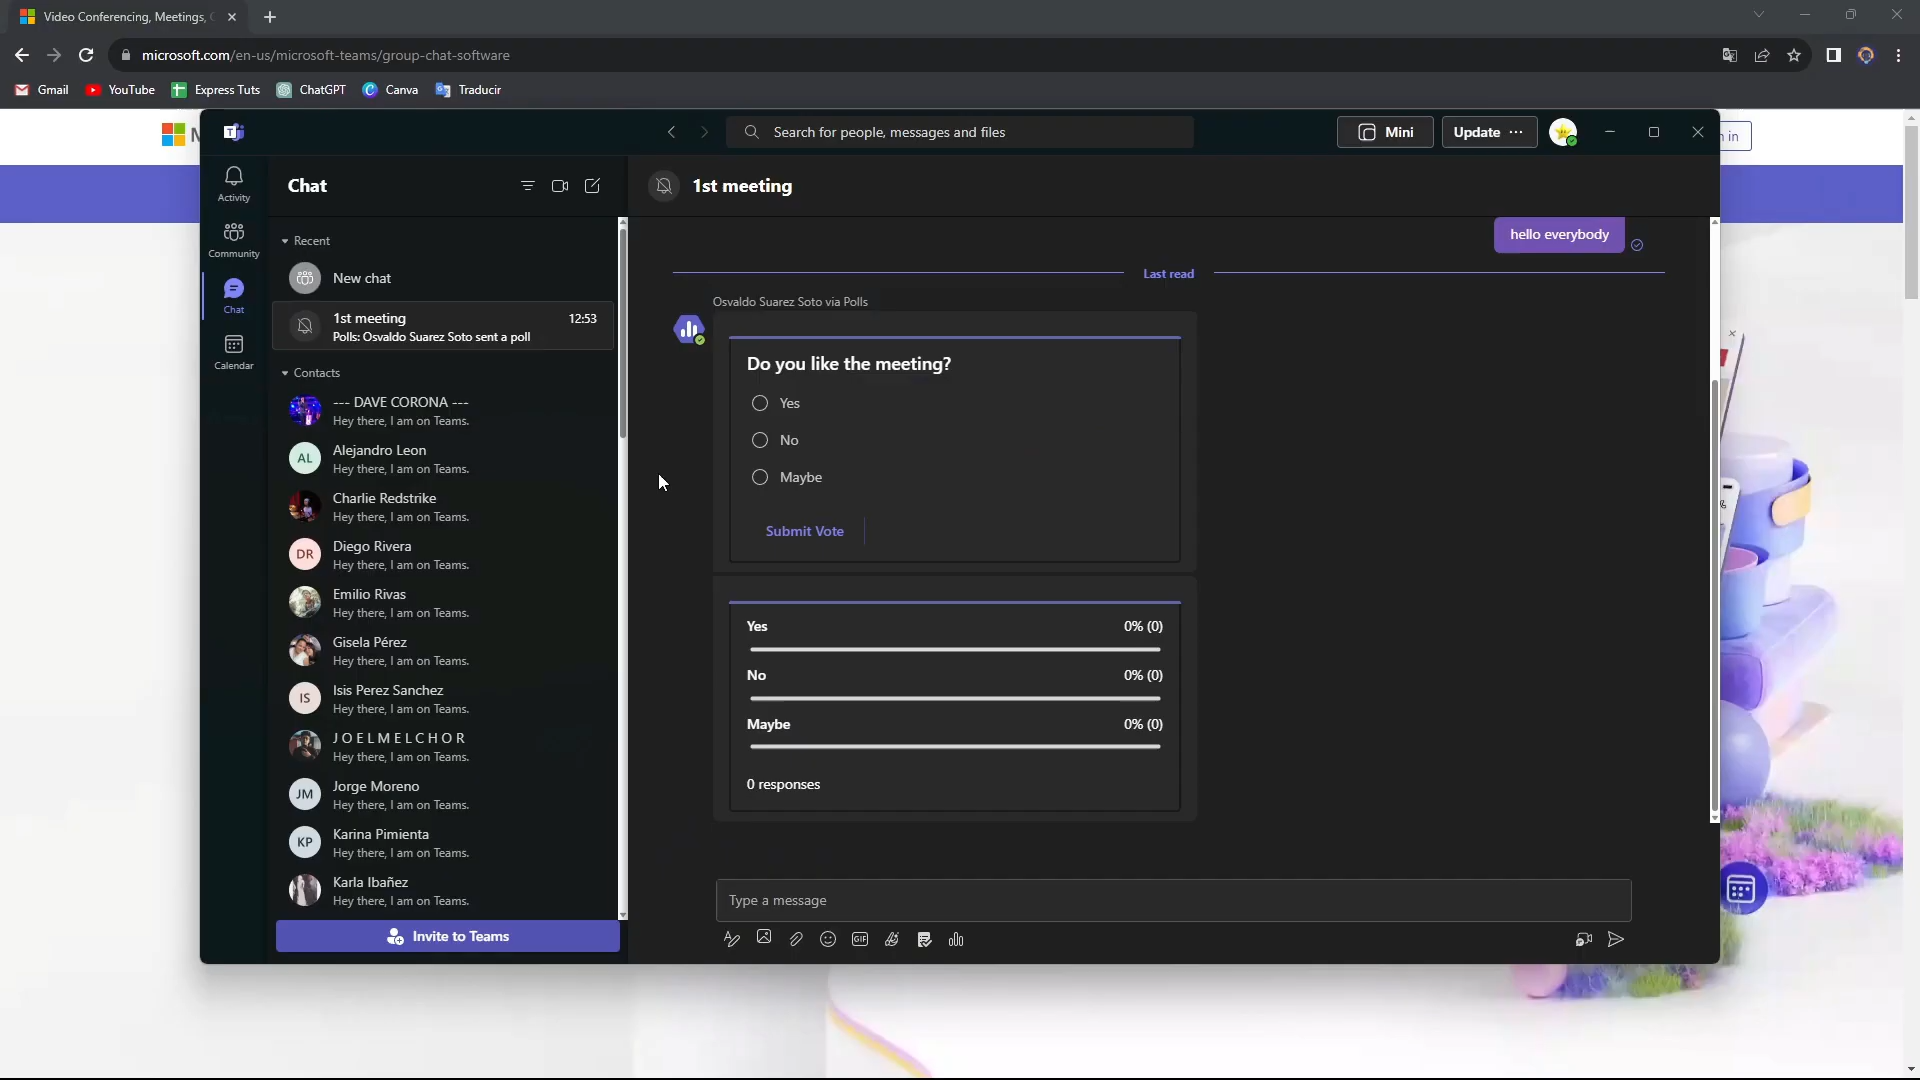 Video Conferencing, Meetings,
microsoft.com/en-us/microsoft-teams/group-chat-software
Gmail
YouTube
Express Tuts
ChatGPT
Canva
Traducir
Search for people, messages and files
Mini
Update
in
Activity
Community
Chat
Calendar
Chat
Recent
New chat
1st meeting
12:53
Polls: Osvaldo Suarez Soto sent a poll
Contacts
--- DAVE CORONA ---
Hey there, I am on Teams.
AL
Alejandro Leon
Hey there, I am on Teams.
Charlie Redstrike
Hey there, I am on Teams.
DR
Diego Rivera
Hey there, I am on Teams.
Emilio Rivas
Hey there, I am on Teams.
Gisela Pérez
Hey there, I am on Teams.
IS
Isis Perez Sanchez
Hey there, I am on Teams.
J O E L M E L C H O R
Hey there, I am on Teams.
JM
Jorge Moreno
Hey there, I am on Teams.
KP
Karina Pimienta
Hey there, I am on Teams.
Karla Ibañez
Hey there, I am on Teams.
Invite to Teams
1st meeting
hello everybody
Last read
Osvaldo Suarez Soto via Polls
Do you like the meeting?
Yes
No
Maybe
Submit Vote
Yes 0% (0)
No 0% (0)
Maybe 0% (0)
0 responses
Type a message
GIF